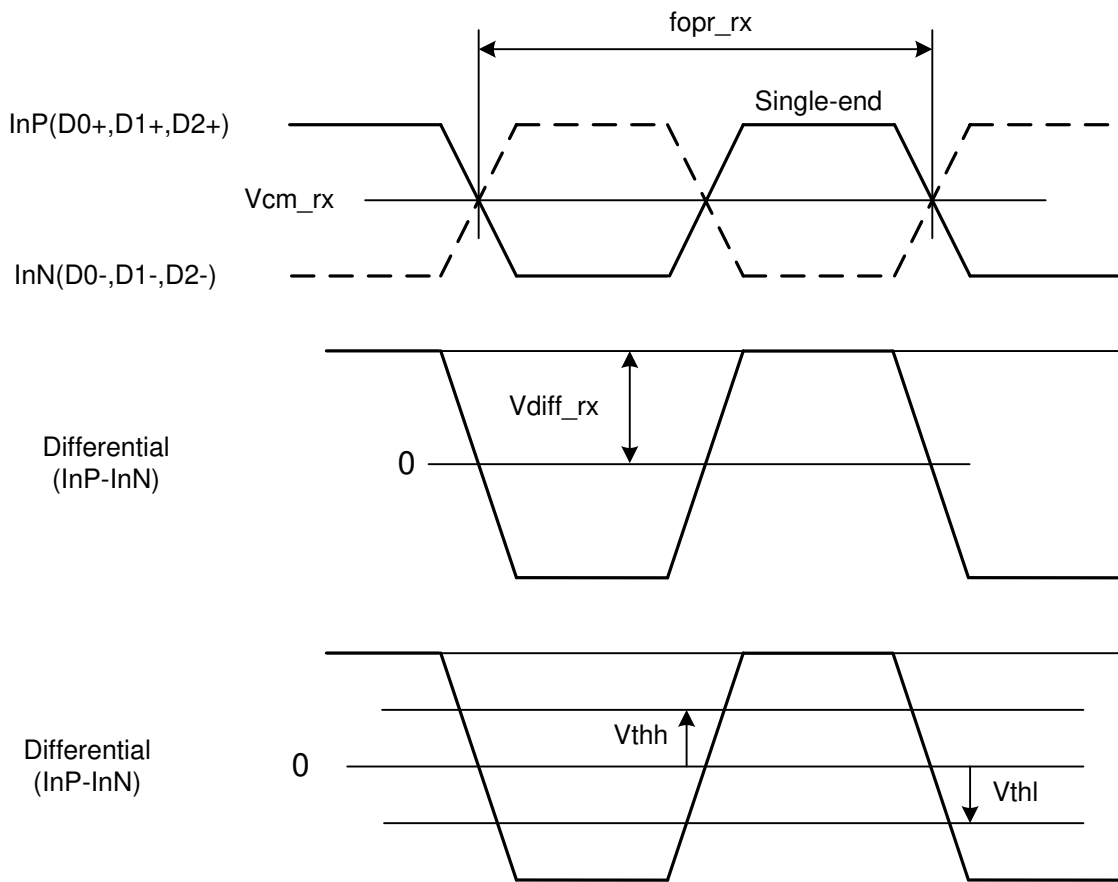 fopr_rx
Single-end
InP(D0+,D1+,D2+)
Vcm_rx
InN(D0-,D1-,D2-)
Vdiff_rx
Differential
(InP-InN)
0
Vthh
Differential
(InP-InN)
0
Vthl